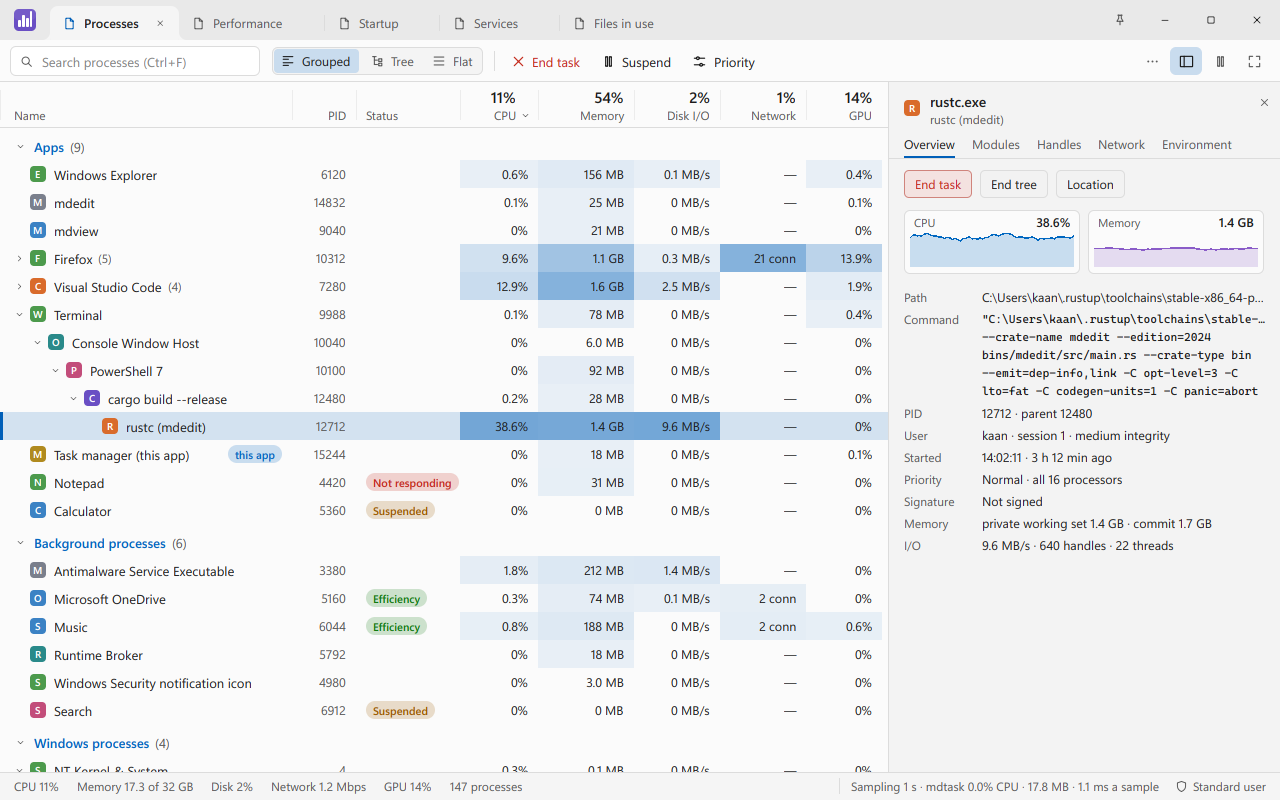 Processes
Performance
Startup
Services
Files in use
Search processes (Ctrl+F)
Grouped
Tree
Flat
End task
Suspend
Priority
Name PID Status 11% CPU 54% Memory 2% Disk I/O 1% Network 14% GPU
Apps (9)
E Windows Explorer 6120 0.6% 156 MB 0.1 MB/s — 0.4%
M mdedit 14832 0.1% 25 MB 0 MB/s — 0.1%
M mdview 9040 0% 21 MB 0 MB/s — 0%
F Firefox (5) 10312 9.6% 1.1 GB 0.3 MB/s 21 conn 13.9%
C Visual Studio Code (4) 7280 12.9% 1.6 GB 2.5 MB/s — 1.9%
W Terminal 9988 0.1% 78 MB 0 MB/s — 0.4%
O Console Window Host 10040 0% 6.0 MB 0 MB/s — 0%
P PowerShell 7 10100 0% 92 MB 0 MB/s — 0%
C cargo build --release 12480 0.2% 28 MB 0 MB/s — 0%
R rustc (mdedit) 12712 38.6% 1.4 GB 9.6 MB/s — 0%
M Task manager (this app) this app 15244 0% 18 MB 0 MB/s — 0.1%
N Notepad 4420 Not responding 0% 31 MB 0 MB/s — 0%
C Calculator 5360 Suspended 0% 0 MB 0 MB/s — 0%
Background processes (6)
M Antimalware Service Executable 3380 1.8% 212 MB 1.4 MB/s — 0%
O Microsoft OneDrive 5160 Efficiency 0.3% 74 MB 0.1 MB/s 2 conn 0%
S Music 6044 Efficiency 0.8% 188 MB 0 MB/s 2 conn 0.6%
R Runtime Broker 5792 0% 18 MB 0 MB/s — 0%
S Windows Security notification icon 4980 0% 3.0 MB 0 MB/s — 0%
S Search 6912 Suspended 0% 0 MB 0 MB/s — 0%
Windows processes (4)
S NT Kernel & System 4 0.3% 0.1 MB 0 MB/s — 0%
R rustc.exe
rustc (mdedit)
Overview Modules Handles Network Environment
End task End tree Location
CPU 38.6% Memory 1.4 GB
Path C:\Users\kaan\.rustup\toolchains\stable-x86_64-p...
Command "C:\Users\kaan\.rustup\toolchains\stable-...
--crate-name mdedit --edition=2024
bins/mdedit/src/main.rs --crate-type bin
--emit=dep-info,link -C opt-level=3 -C
lto=fat -C codegen-units=1 -C panic=abort
PID 12712 · parent 12480
User kaan · session 1 · medium integrity
Started 14:02:11 · 3 h 12 min ago
Priority Normal · all 16 processors
Signature Not signed
Memory private working set 1.4 GB · commit 1.7 GB
I/O 9.6 MB/s · 640 handles · 22 threads
CPU 11% Memory 17.3 of 32 GB Disk 2% Network 1.2 Mbps GPU 14% 147 processes
Sampling 1 s · mdtask 0.0% CPU · 17.8 MB · 1.1 ms a sample Standard user